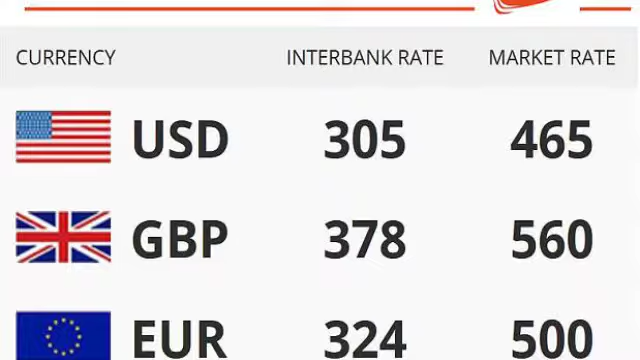 CURRENCY INTERBANK RATE MARKET RATE
USD 305 465
GBP 378 560
EUR 324 500